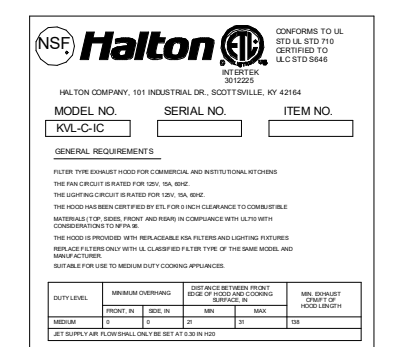 NSF® Halton ETL
CONFORMS TO UL
STD UL STD 710
CERTIFIED TO
ULC STD S646
INTERTEK
3012225
HALTON COMPANY, 101 INDUSTRIAL DR., SCOTTSVILLE, KY 42164
MODEL NO. SERIAL NO. ITEM NO.
KVL-C-IC
GENERAL REQUIREMENTS
FILTER TYPE EXHAUST HOOD FOR COMMERCIAL AND INSTITUTIONAL KITCHENS
THE FAN CIRCUIT IS RATED FOR 125V, 15A, 60HZ.
THE LIGHTING CIRCUIT IS RATED FOR 125V, 15A, 60HZ.
THE HOOD HAS BEEN CERTIFIED BY ETL FOR 0 INCH CLEARANCE TO COMBUSTIBLE
MATERIALS (TOP, SIDES, FRONT AND REAR) IN COMPLIANCE WITH UL710 WITH
CONSIDERATIONS TO NFPA 96.
THE HOOD IS PROVIDED WITH REPLACEABLE KSA FILTERS AND LIGHTING FIXTURES
REPLACE FILTERS ONLY WITH UL CLASSIFIED FILTER TYPE OF THE SAME MODEL AND
MANUFACTURER.
SUITABLE FOR USE TO MEDIUM DUTY COOKING APPLIANCES.
DUTY LEVEL MINIMUM OVERHANG DISTANCE BETWEEN FRONT EDGE OF HOOD AND COOKING SURFACE, IN MIN. EXHAUST CFM/FT OF HOOD LENGTH
FRONT, IN SIDE, IN MIN MAX
MEDIUM 0 0 21 31 138
JET SUPPLY AIR FLOW SHALL ONLY BE SET AT 0.30 IN H20